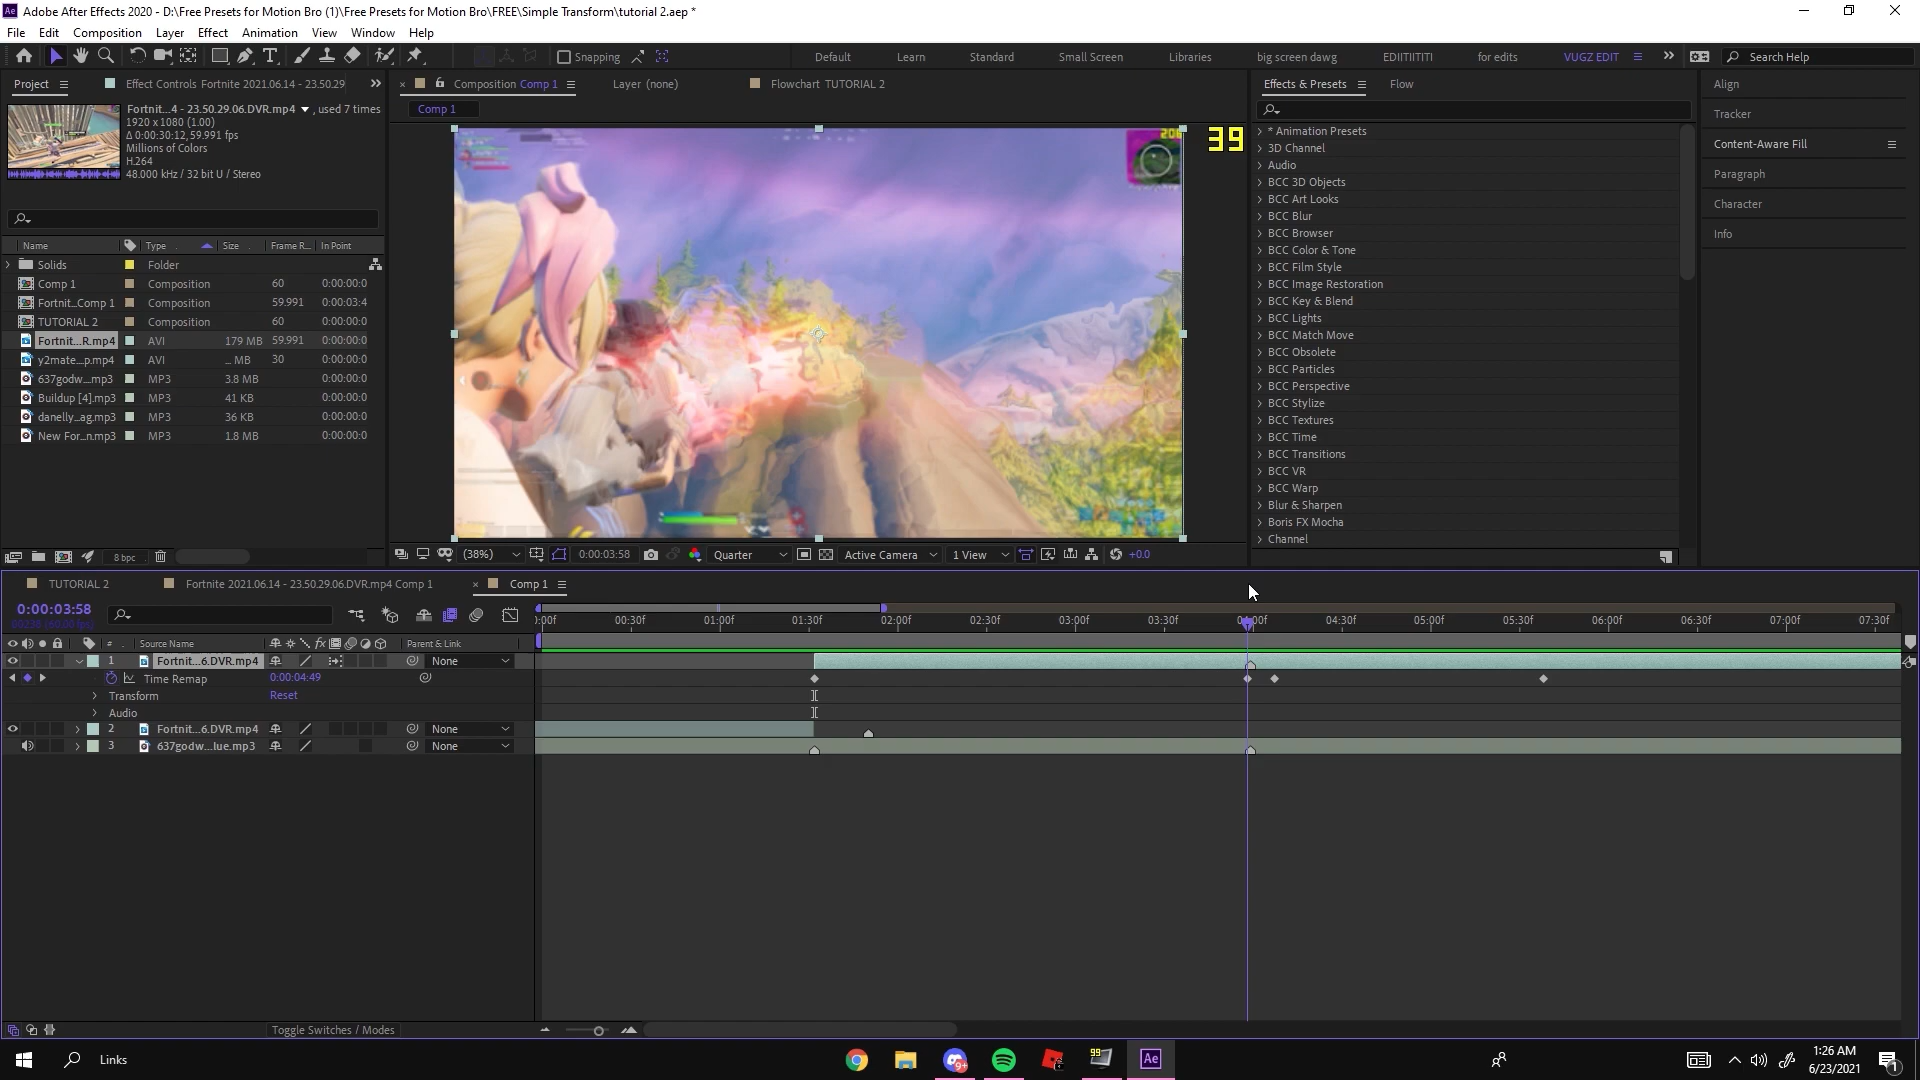 Adobe After Effects 2020 - D:\Free Presets for Motion Bro (1)\Free Presets for Motion Bro\FREE\Simple Transform\tutorial 2.aep *
File Edit Composition Layer Effect Animation View Window Help
Snapping Default Learn Standard Small Screen Libraries big screen dawg EDIITIITITI for edits VUGZ EDIT Search Help
Project Effect Controls Fortnite 2021.06.14 - 23.50.29
Fortnit...4 - 23.50.29.06.DVR.mp4 , used 7 times
1920 x 1080 (1.00)
Δ 0:00:30:12, 59.991 fps
Millions of Colors
H.264
48.000 kHz / 32 bit U / Stereo
Name Type Size Frame R... In Point
Solids Folder
Comp 1 Composition 60 0:00:00:0
Fortnit...Comp 1 Composition 59.991 0:00:03:4
TUTORIAL 2 Composition 60 0:00:00:0
Fortnit...R.mp4 AVI 179 MB 59.991 0:00:00:0
y2mate....p.mp4 AVI ... MB 30 0:00:00:0
637godw....mp3 MP3 3.8 MB 0:00:00:0
Buildup [4].mp3 MP3 41 KB 0:00:00:0
danelly...ag.mp3 MP3 36 KB 0:00:00:0
New For...n.mp3 MP3 1.8 MB 0:00:00:0
8 bpc
Composition Comp 1 Layer (none) Flowchart TUTORIAL 2
Comp 1
39
(38%) 0:00:03:58 Quarter Active Camera 1 View +0.0
Effects & Presets Flow
* Animation Presets
3D Channel
Audio
BCC 3D Objects
BCC Art Looks
BCC Blur
BCC Browser
BCC Color & Tone
BCC Film Style
BCC Image Restoration
BCC Key & Blend
BCC Lights
BCC Match Move
BCC Obsolete
BCC Particles
BCC Perspective
BCC Stylize
BCC Textures
BCC Time
BCC Transitions
BCC VR
BCC Warp
Blur & Sharpen
Boris FX Mocha
Channel
Align
Tracker
Content-Aware Fill
Paragraph
Character
Info
TUTORIAL 2 Fortnite 2021.06.14 - 23.50.29.06.DVR.mp4 Comp 1 Comp 1
0:00:03:58
00238 (60.00 fps)
:00f 00:30f 01:00f 01:30f 02:00f 02:30f 03:00f 03:30f 04:30f 05:00f 05:30f 06:00f 06:30f 07:00f 07:30f
# Source Name Parent & Link
1 Fortnit...6.DVR.mp4 None
Time Remap 0:00:04:49
Transform Reset
Audio
2 Fortnit...6.DVR.mp4 None
3 637godw...lue.mp3 None
Toggle Switches / Modes
Links
1:26 AM
6/23/2021